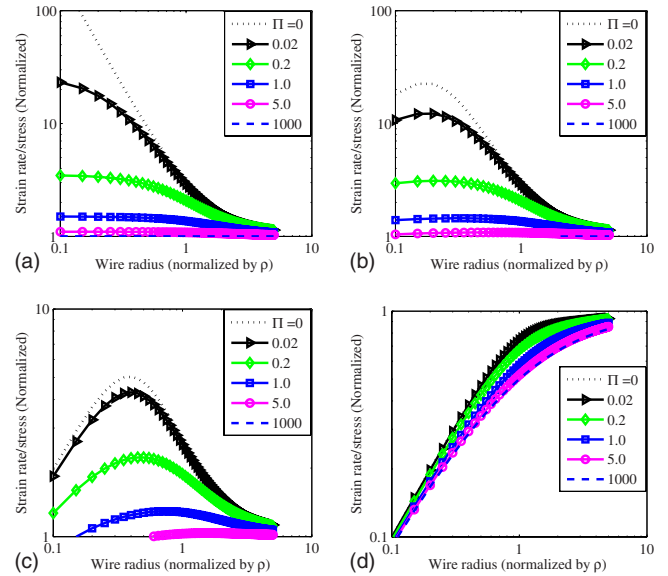 100
10
1
0.1
1
10
Strain rate/stress (Normalized)
Wire radius (normalized by ρ)
Π =0
0.02
0.2
1.0
5.0
1000
(a)
100
10
1
0.1
1
10
Strain rate/stress (Normalized)
Wire radius (normalized by ρ)
Π =0
0.02
0.2
1.0
5.0
1000
(b)
10
1
0.1
1
10
Strain rate/stress (Normalized)
Wire radius (normalized by ρ)
Π =0
0.02
0.2
1.0
5.0
1000
(c)
1
0.1
0.1
1
10
Strain rate/stress (Normalized)
Wire radius (normalized by ρ)
Π =0
0.02
0.2
1.0
5.0
1000
(d)